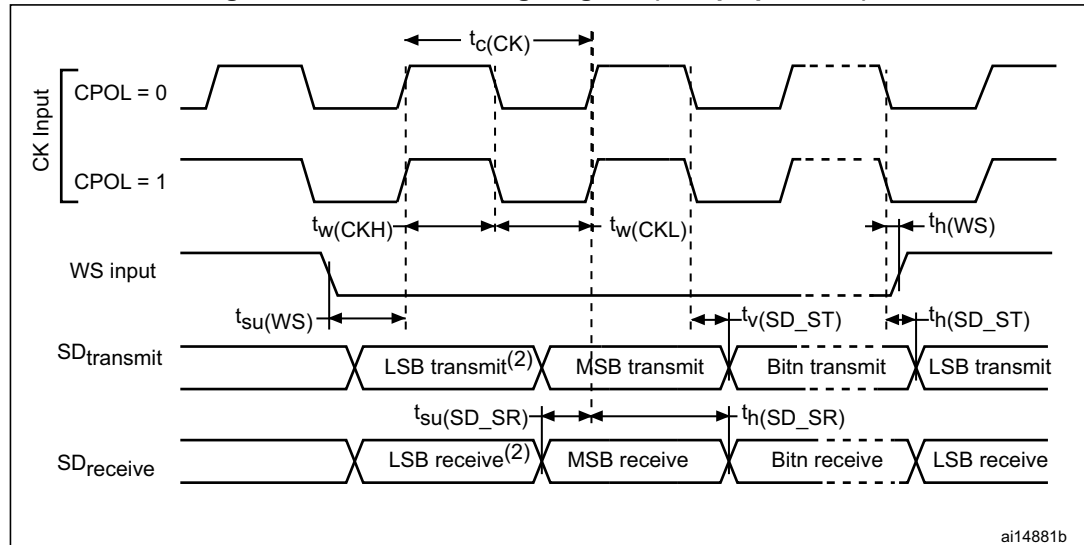 tc(CK)
CK Input
CPOL = 0
CPOL = 1
tw(CKH)
tw(CKL)
th(WS)
WS input
tsu(WS)
tv(SD_ST)
th(SD_ST)
SDtransmit
LSB transmit(2)
MSB transmit
Bitn transmit
LSB transmit
tsu(SD_SR)
th(SD_SR)
SDreceive
LSB receive(2)
MSB receive
Bitn receive
LSB receive
ai14881b